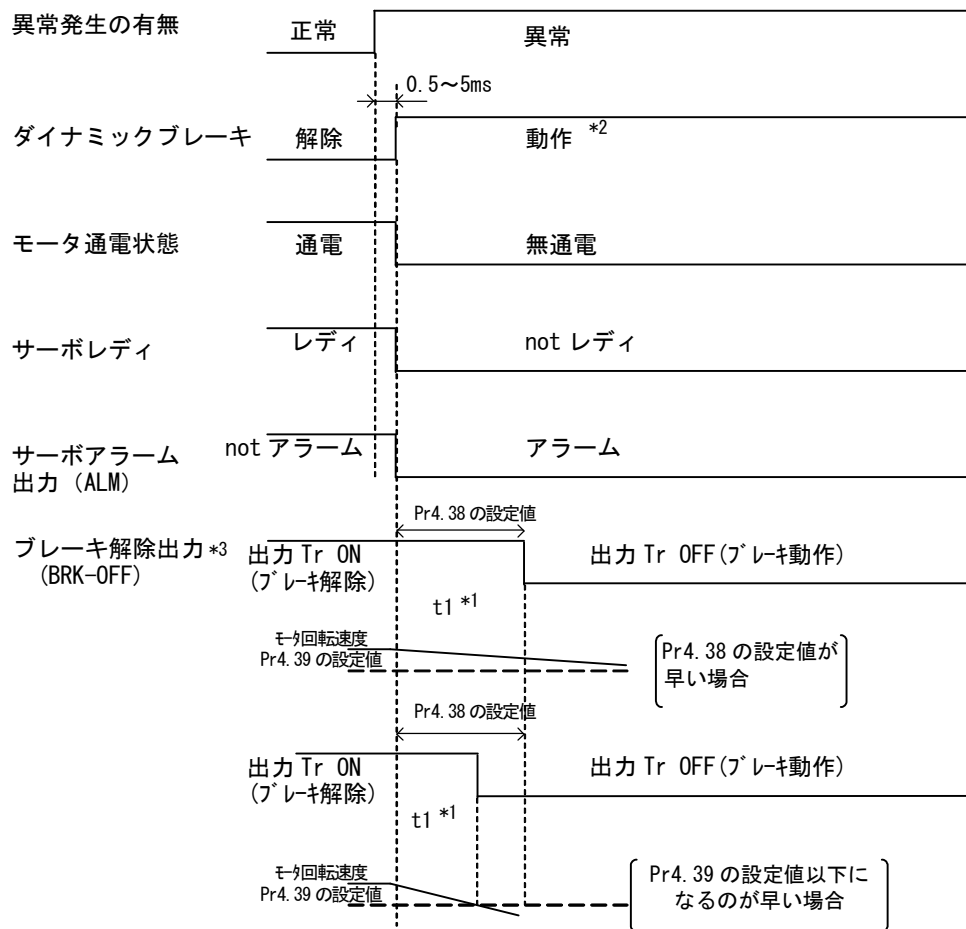 異常発生の有無 正常 異常
0.5～5ms
ダイナミックブレーキ 解除 動作 *2
モータ通電状態 通電 無通電
サーボレディ レディ not レディ
サーボアラーム not アラーム アラーム
出力 (ALM)
Pr4.38 の設定値
ブレーキ解除出力 *3 出力 Tr ON 出力 Tr OFF(ブレーキ動作)
(BRK-OFF) (ブレーキ解除)
t1 *1
モータ回転速度
Pr4.39 の設定値
Pr4.38 の設定値が
早い場合
Pr4.38 の設定値
出力 Tr ON 出力 Tr OFF(ブレーキ動作)
(ブレーキ解除)
t1 *1
モータ回転速度
Pr4.39 の設定値
Pr4.39 の設定値以下に
なるのが早い場合